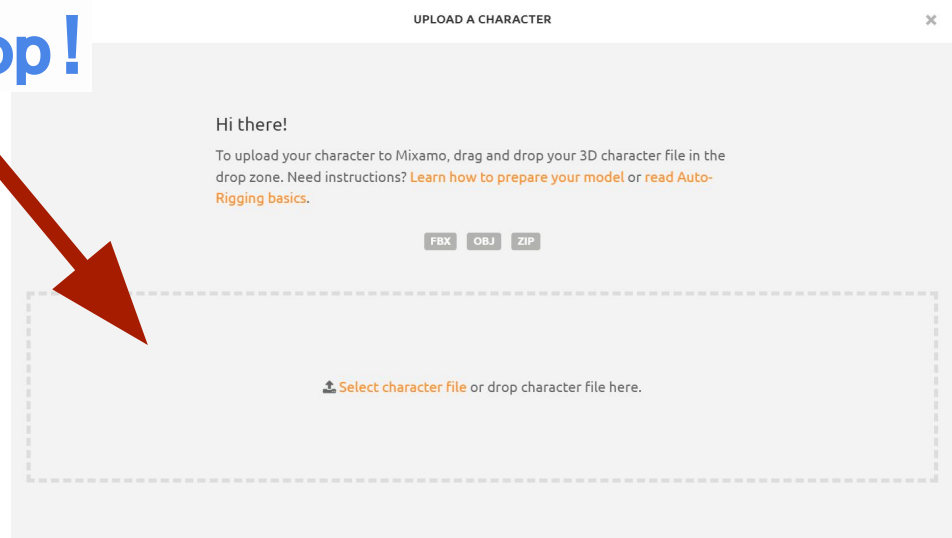 UPLOAD A CHARACTER
op!
Hi there!
To upload your character to Mixamo, drag and drop your 3D character file in the
drop zone. Need instructions? Learn how to prepare your model or read Auto-
Rigging basics.
FBX OBJ ZIP
Select character file or drop character file here.